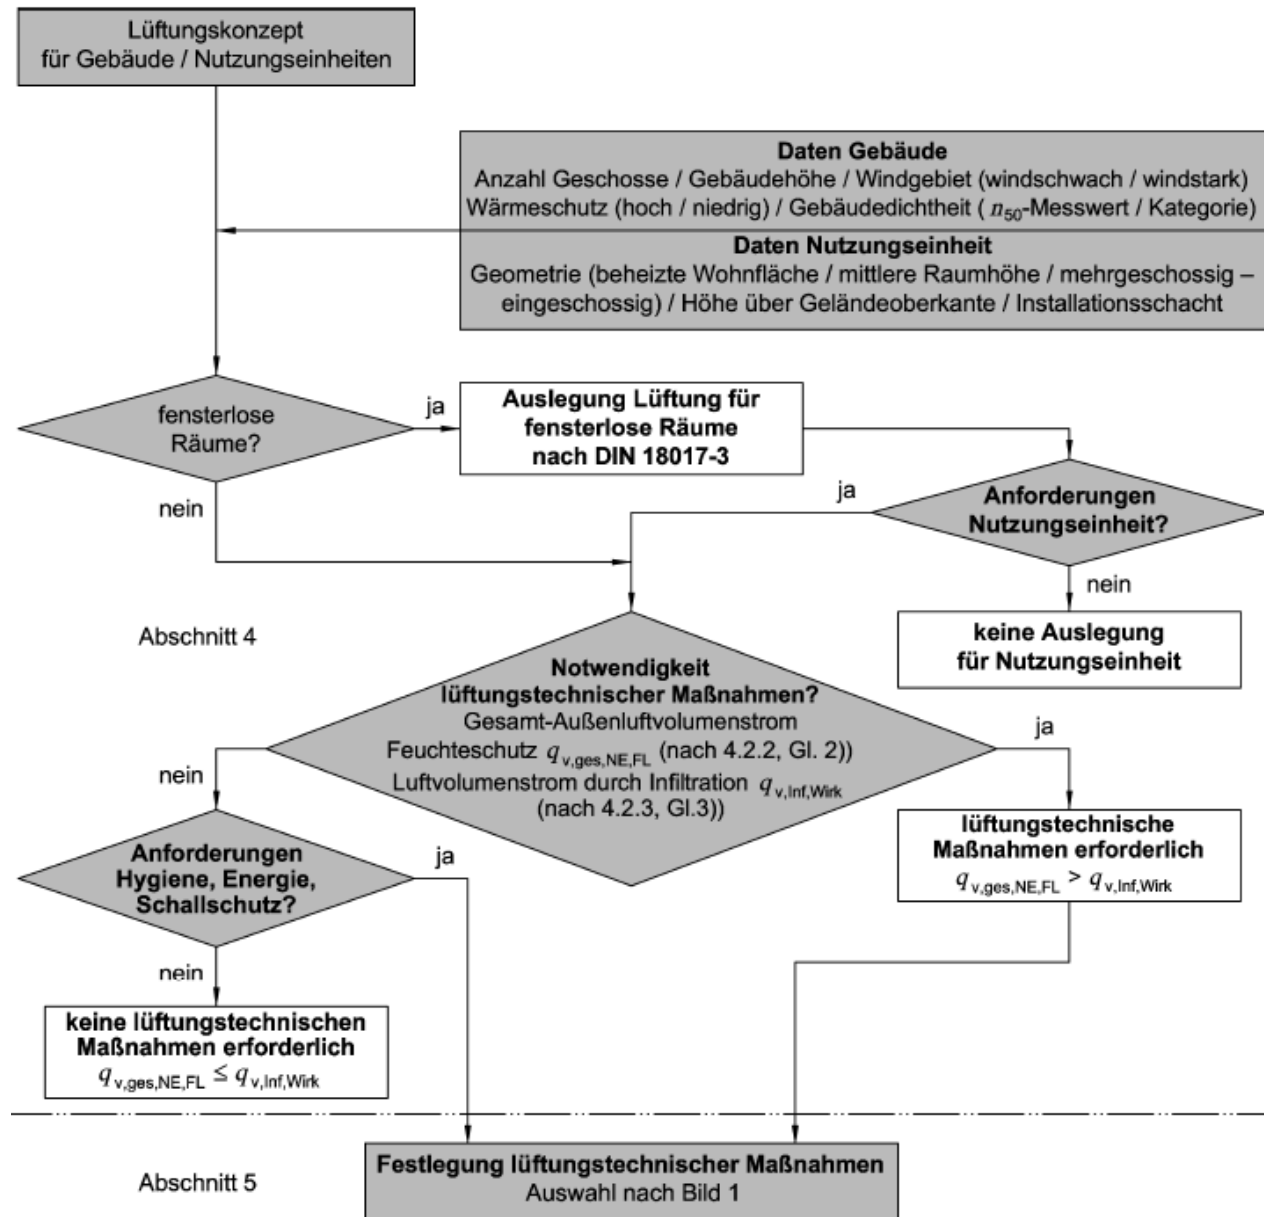 Lüftungskonzept
für Gebäude / Nutzungseinheiten
Daten Gebäude
Anzahl Geschosse / Gebäudehöhe / Windgebiet (windschwach / windstark)
Wärmeschutz (hoch / niedrig) / Gebäudedichtheit ( n50-Messwert / Kategorie)
Daten Nutzungseinheit
Geometrie (beheizte Wohnfläche / mittlere Raumhöhe / mehrgeschossig –
eingeschossig) / Höhe über Geländeoberkante / Installationsschacht
fensterlose
Räume?
ja
Auslegung Lüftung für
fensterlose Räume
nach DIN 18017-3
nein
ja
Anforderungen
Nutzungseinheit?
nein
keine Auslegung
für Nutzungseinheit
Abschnitt 4
Notwendigkeit
lüftungstechnischer Maßnahmen?
Gesamt-Außenluftvolumenstrom
Feuchteschutz qv,ges,NE,FL (nach 4.2.2, Gl. 2))
Luftvolumenstrom durch Infiltration qv,Inf,Wirk
(nach 4.2.3, Gl.3))
nein
ja
Anforderungen
Hygiene, Energie,
Schallschutz?
ja
lüftungstechnische
Maßnahmen erforderlich
qv,ges,NE,FL > qv,Inf,Wirk
nein
keine lüftungstechnischen
Maßnahmen erforderlich
qv,ges,NE,FL ≤ qv,Inf,Wirk
Abschnitt 5
Festlegung lüftungstechnischer Maßnahmen
Auswahl nach Bild 1